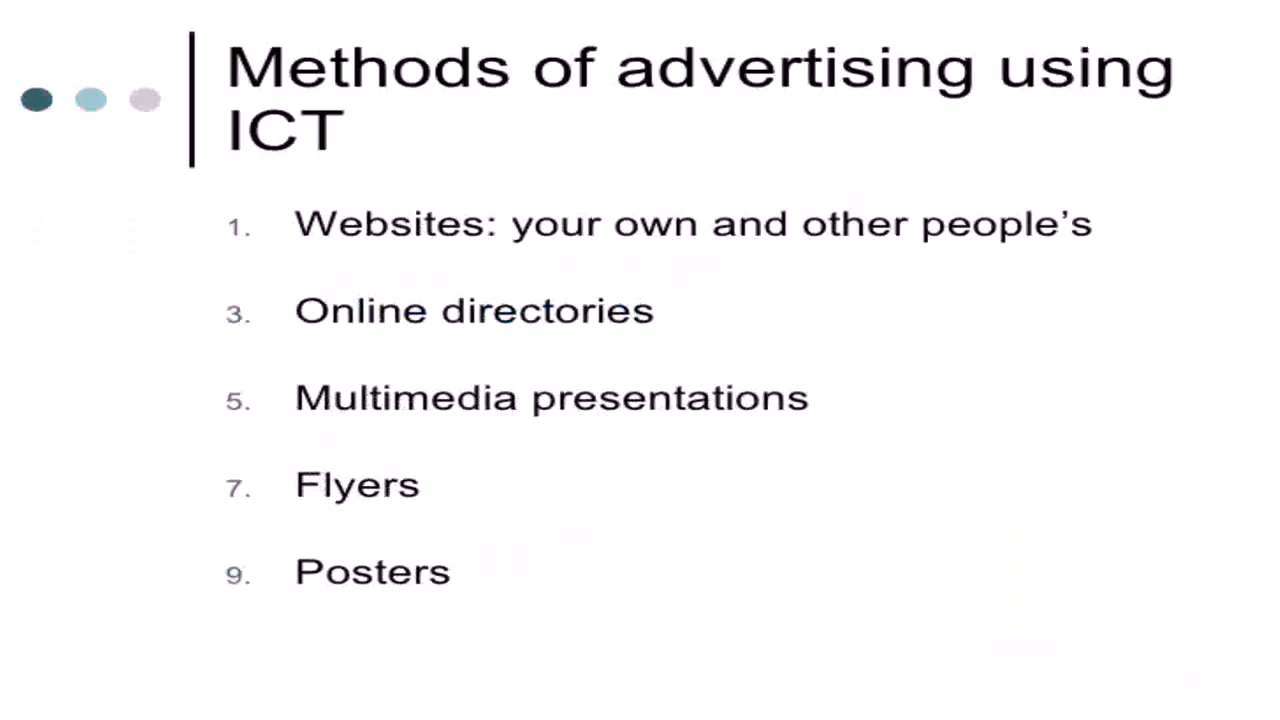 Methods of advertising using
ICT
1. Websites: your own and other people’s
3. Online directories
5. Multimedia presentations
7. Flyers
9. Posters